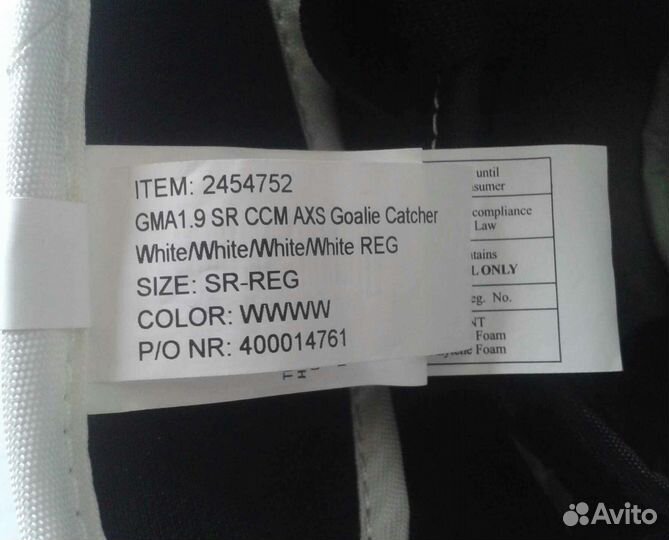 ITEM: 2454752
GMA1.9 SR CCM AXS Goalie Catcher
White/White/White/White REG
SIZE: SR-REG
COLOR: WWWW
P/O NR: 400014761
until
sumer
compliance
Law
tains
L ONLY
eg. No.
NT
Foam
Foam
Avito